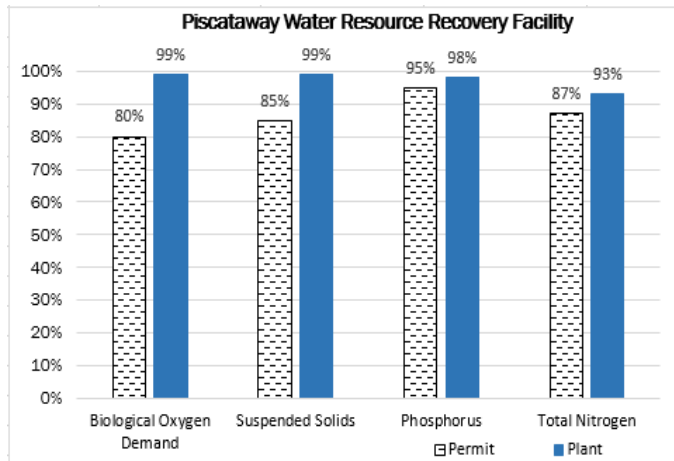 Piscataway Water Resource Recovery Facility
99%
99%
98%
95%
93%
87%
85%
80%
100%
90%
80%
70%
60%
50%
40%
30%
20%
10%
0%
Biological Oxygen
Demand
Suspended Solids
Phosphorus
Total Nitrogen
Permit
Plant